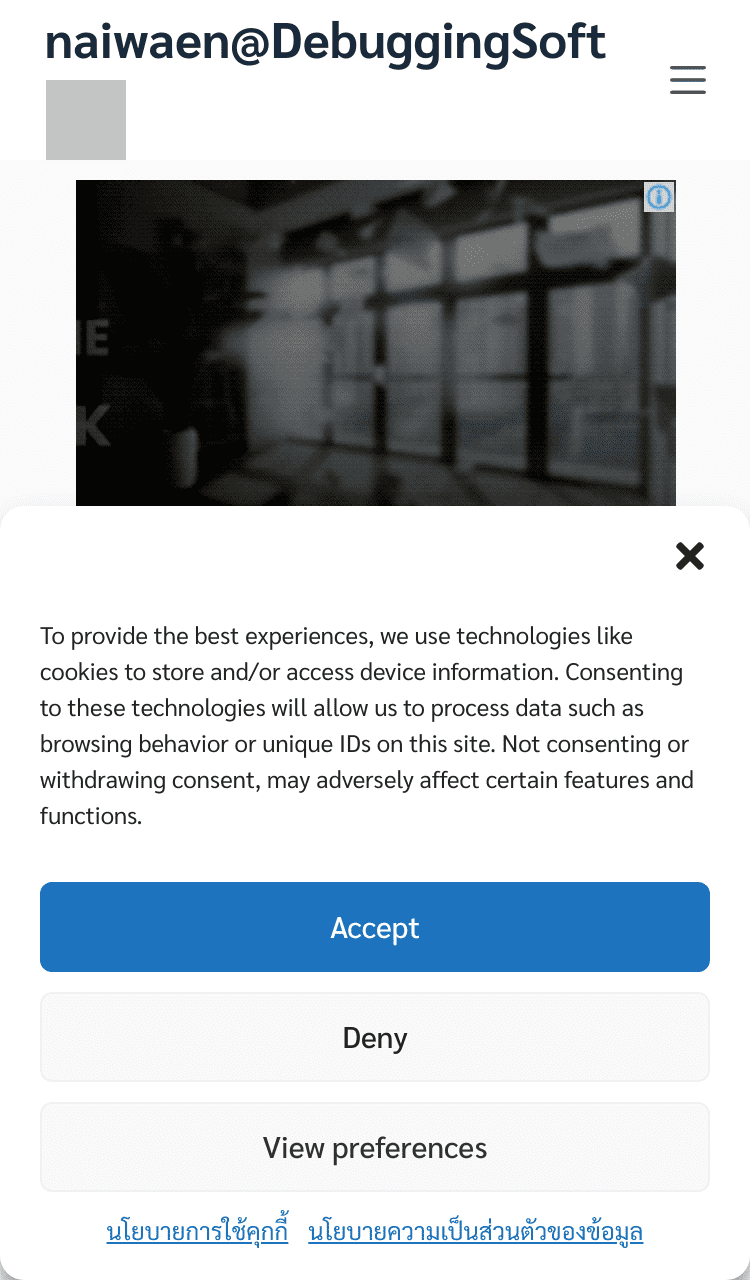 naiwaen@DebuggingSoft
To provide the best experiences, we use technologies like
cookies to store and/or access device information. Consenting
to these technologies will allow us to process data such as
browsing behavior or unique IDs on this site. Not consenting or
withdrawing consent, may adversely affect certain features and
functions.
Accept
Deny
View preferences
นโยบายการใช้คุกกี้ นโยบายความเป็นส่วนตัวของข้อมูล